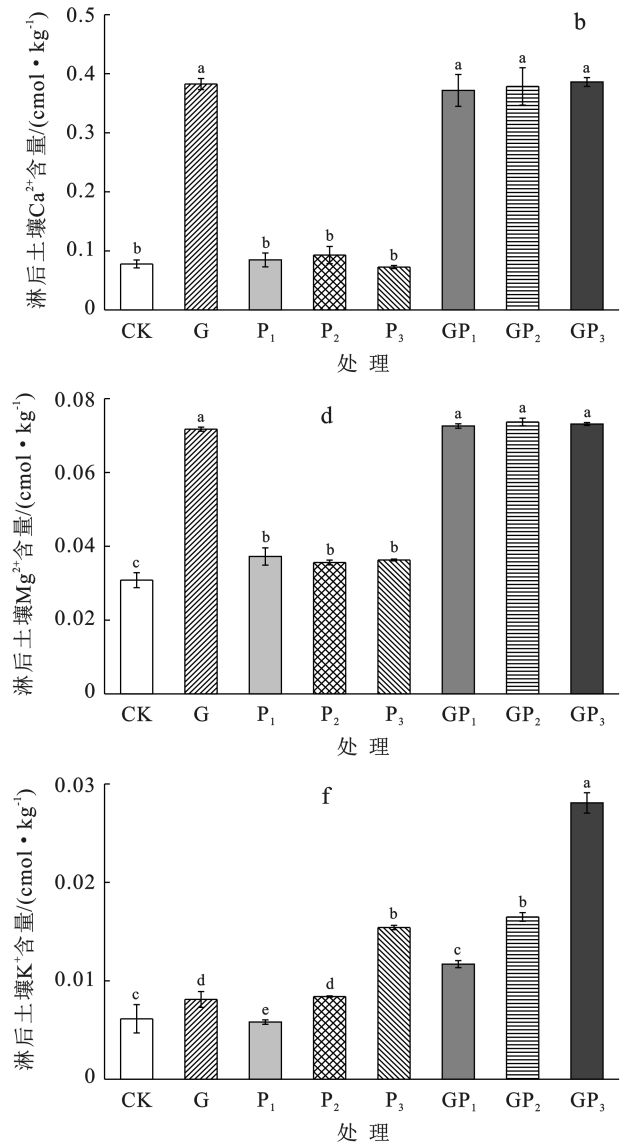 淋后土壤Ca²⁺含量/(cmol·kg⁻¹)
b
0.5
0.4
0.3
0.2
0.1
0
b
a
b
b
b
a
a
a
CK G P₁ P₂ P₃ GP₁ GP₂ GP₃
处 理
淋后土壤Mg²⁺含量/(cmol·kg⁻¹)
d
0.08
0.06
0.04
0.02
0
c
a
b
b
b
a
a
a
CK G P₁ P₂ P₃ GP₁ GP₂ GP₃
处 理
淋后土壤K⁺含量/(cmol·kg⁻¹)
f
0.03
0.02
0.01
0
c
d
e
d
b
c
b
a
CK G P₁ P₂ P₃ GP₁ GP₂ GP₃
处 理